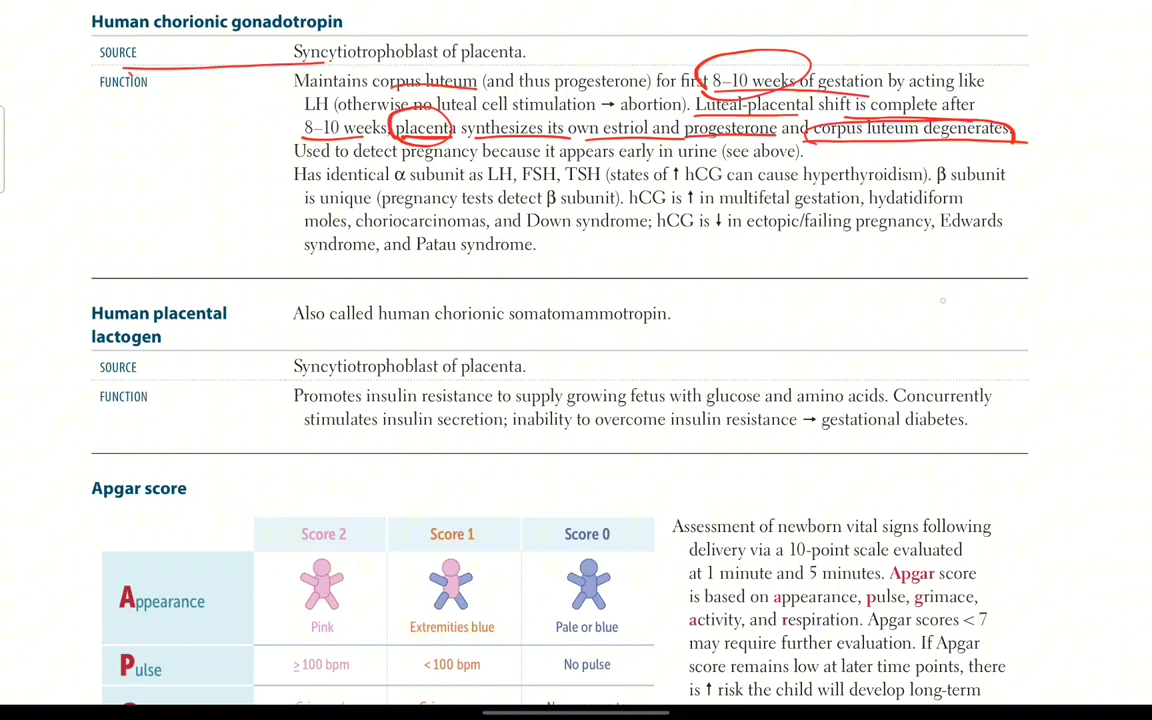 Human chorionic gonadotropin
SOURCE Syncytiotrophoblast of placenta.
FUNCTION Maintains corpus luteum (and thus progesterone) for first 8–10 weeks of gestation by acting like
LH (otherwise no luteal cell stimulation → abortion). Luteal-placental shift is complete after
8–10 weeks; placenta synthesizes its own estriol and progesterone and corpus luteum degenerates.
Used to detect pregnancy because it appears early in urine (see above).
Has identical α subunit as LH, FSH, TSH (states of ↑ hCG can cause hyperthyroidism). β subunit
is unique (pregnancy tests detect β subunit). hCG is ↑ in multifetal gestation, hydatidiform
moles, choriocarcinomas, and Down syndrome; hCG is ↓ in ectopic/failing pregnancy, Edwards
syndrome, and Patau syndrome.
Human placental
lactogen
Also called human chorionic somatomammotropin.
SOURCE Syncytiotrophoblast of placenta.
FUNCTION Promotes insulin resistance to supply growing fetus with glucose and amino acids. Concurrently
stimulates insulin secretion; inability to overcome insulin resistance → gestational diabetes.
Apgar score
Score 2 Score 1 Score 0
Appearance
Pink Extremities blue Pale or blue
Pulse ≥ 100 bpm < 100 bpm No pulse
Assessment of newborn vital signs following
delivery via a 10-point scale evaluated
at 1 minute and 5 minutes. Apgar score
is based on appearance, pulse, grimace,
activity, and respiration. Apgar scores < 7
may require further evaluation. If Apgar
score remains low at later time points, there
is ↑ risk the child will develop long-term